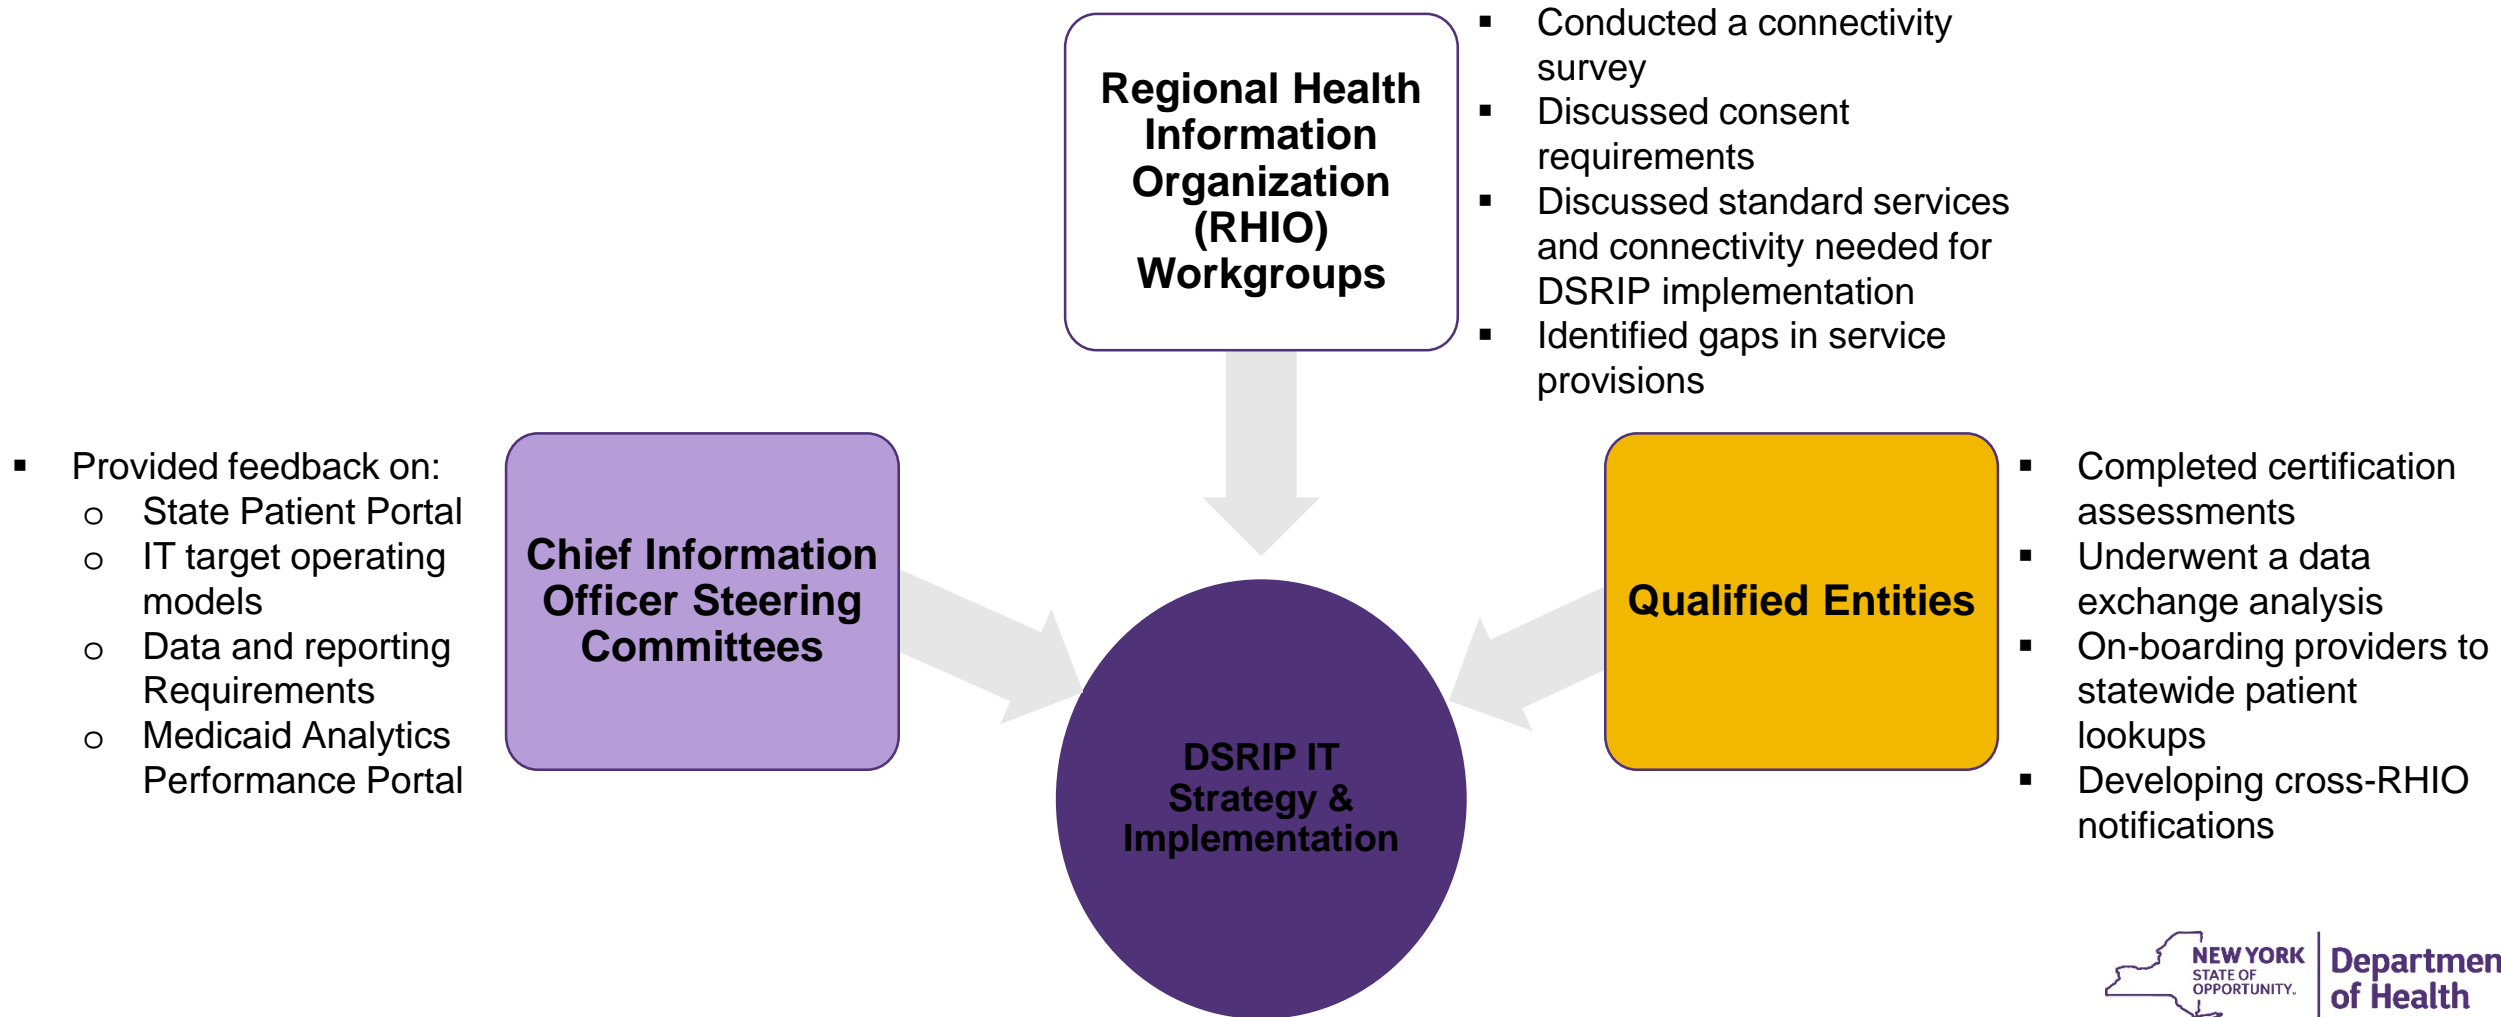 Regional Health
Information
Organization
(RHIO)
Workgroups
▪ Conducted a connectivity
survey
▪ Discussed consent
requirements
▪ Discussed standard services
and connectivity needed for
DSRIP implementation
▪ Identified gaps in service
provisions
▪ Provided feedback on:
o State Patient Portal
o IT target operating
models
o Data and reporting
Requirements
o Medicaid Analytics
Performance Portal
Chief Information
Officer Steering
Committees
Qualified Entities
▪ Completed certification
assessments
▪ Underwent a data
exchange analysis
▪ On-boarding providers to
statewide patient
lookups
▪ Developing cross-RHIO
notifications
DSRIP IT
Strategy &
Implementation
NEW YORK
STATE OF
OPPORTUNITY.
Departmen
of Health